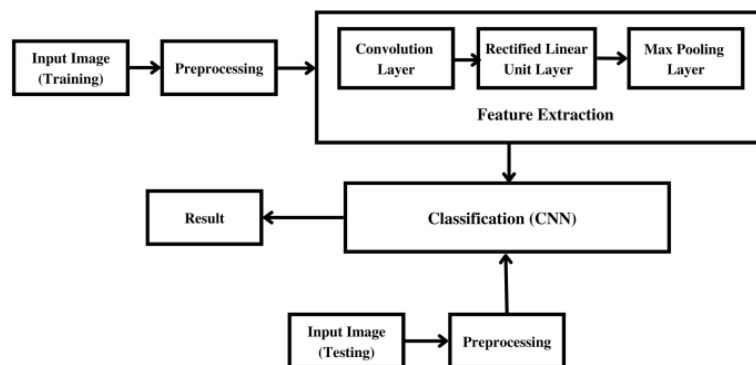 Input Image
(Training)
Preprocessing
Convolution
Layer
Rectified Linear
Unit Layer
Max Pooling
Layer
Feature Extraction
Result
Classification (CNN)
Input Image
(Testing)
Preprocessing